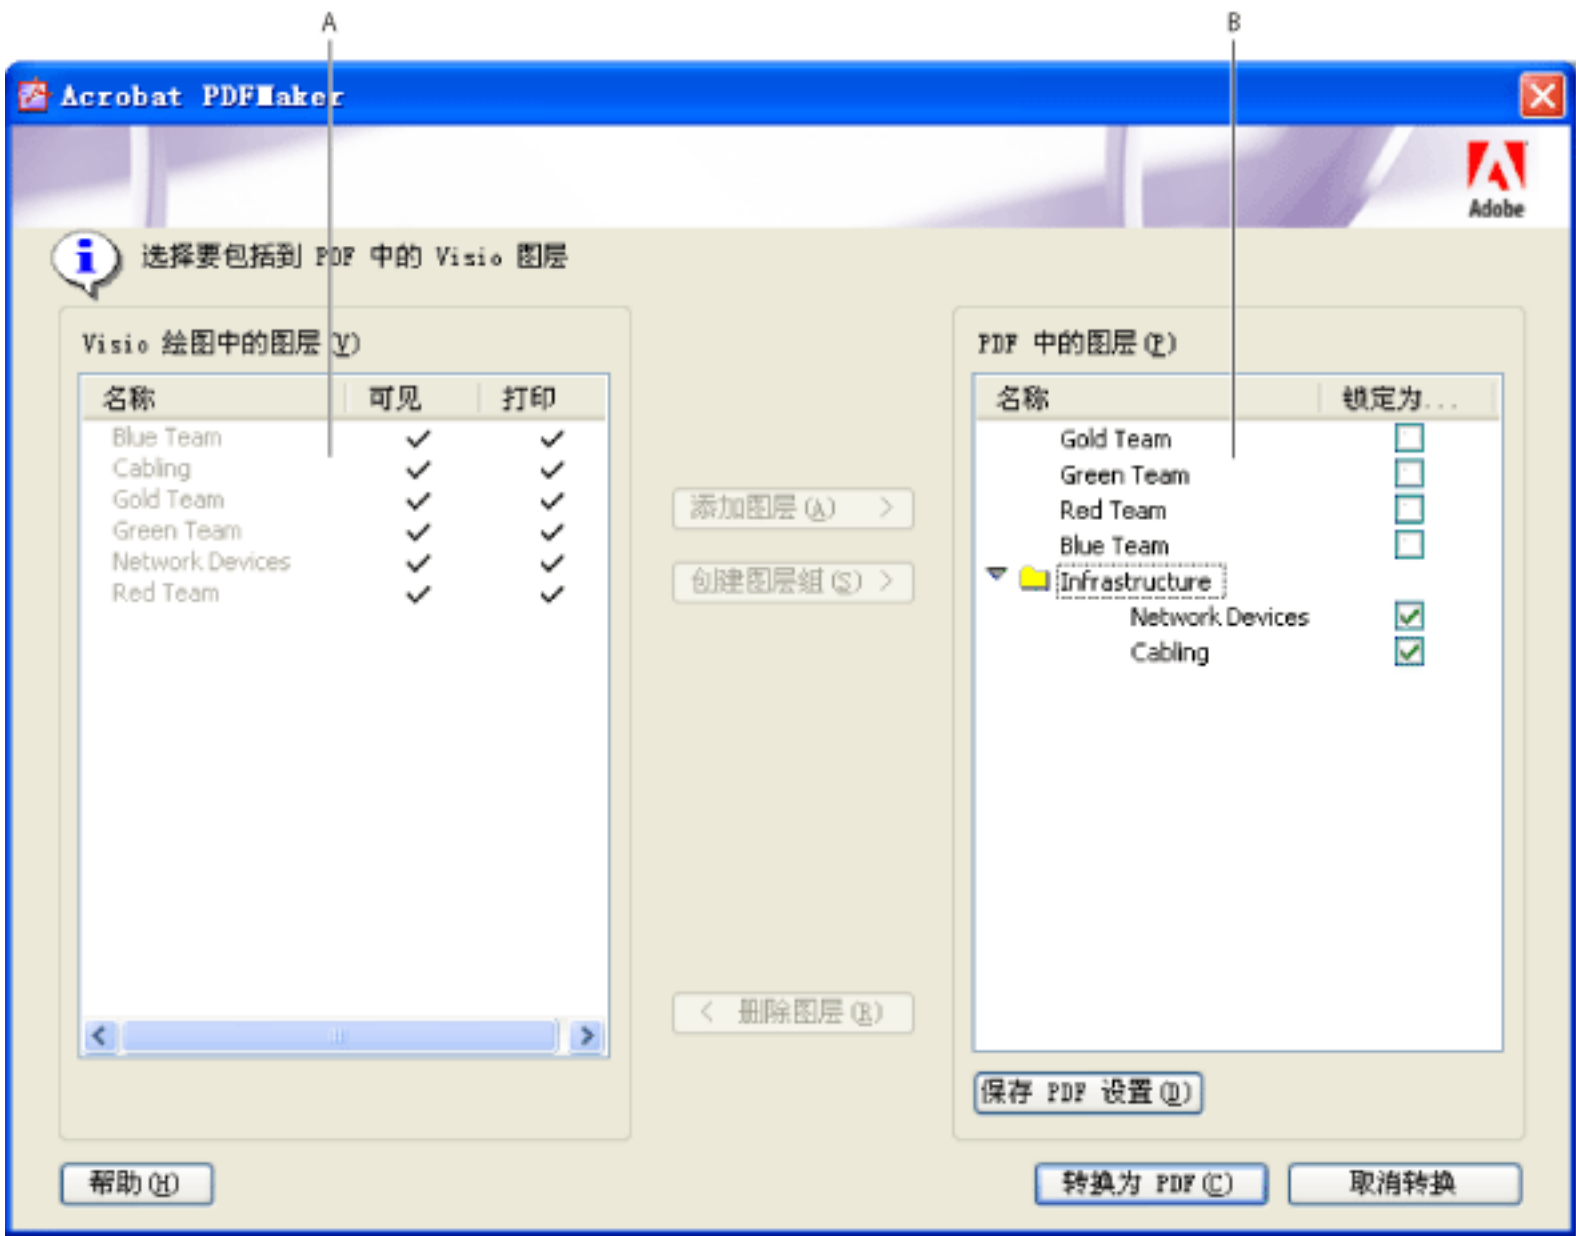 A
B
Acrobat PDFMaker
Adobe
选择要包括到 PDF 中的 Visio 图层
Visio 绘图中的图层(V)
名称 可见 打印
Blue Team
Cabling
Gold Team
Green Team
Network Devices
Red Team
添加图层(A) >
创建图层组(S) >
< 删除图层(R)
PDF 中的图层(P)
名称 锁定为...
Gold Team
Green Team
Red Team
Blue Team
Infrastructure
Network Devices
Cabling
保存 PDF 设置(D)
帮助(H)
转换为 PDF(C)
取消转换